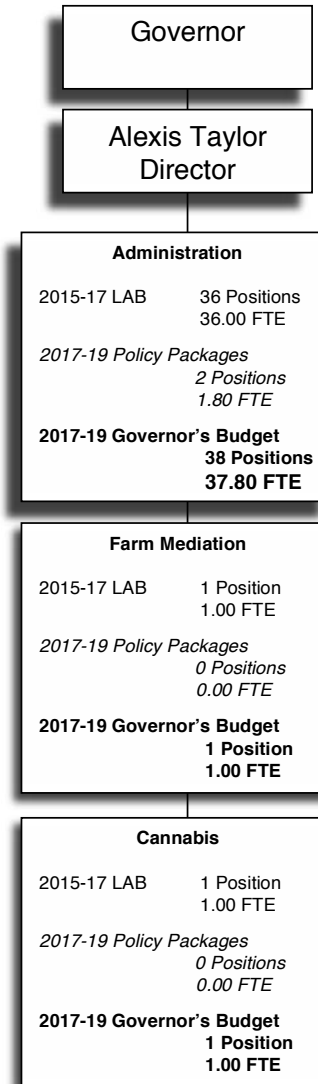 Governor
Alexis Taylor
Director
Administration
2015-17 LAB 36 Positions
36.00 FTE
2017-19 Policy Packages
2 Positions
1.80 FTE
2017-19 Governor's Budget
38 Positions
37.80 FTE
Farm Mediation
2015-17 LAB 1 Position
1.00 FTE
2017-19 Policy Packages
0 Positions
0.00 FTE
2017-19 Governor's Budget
1 Position
1.00 FTE
Cannabis
2015-17 LAB 1 Position
1.00 FTE
2017-19 Policy Packages
0 Positions
0.00 FTE
2017-19 Governor's Budget
1 Position
1.00 FTE